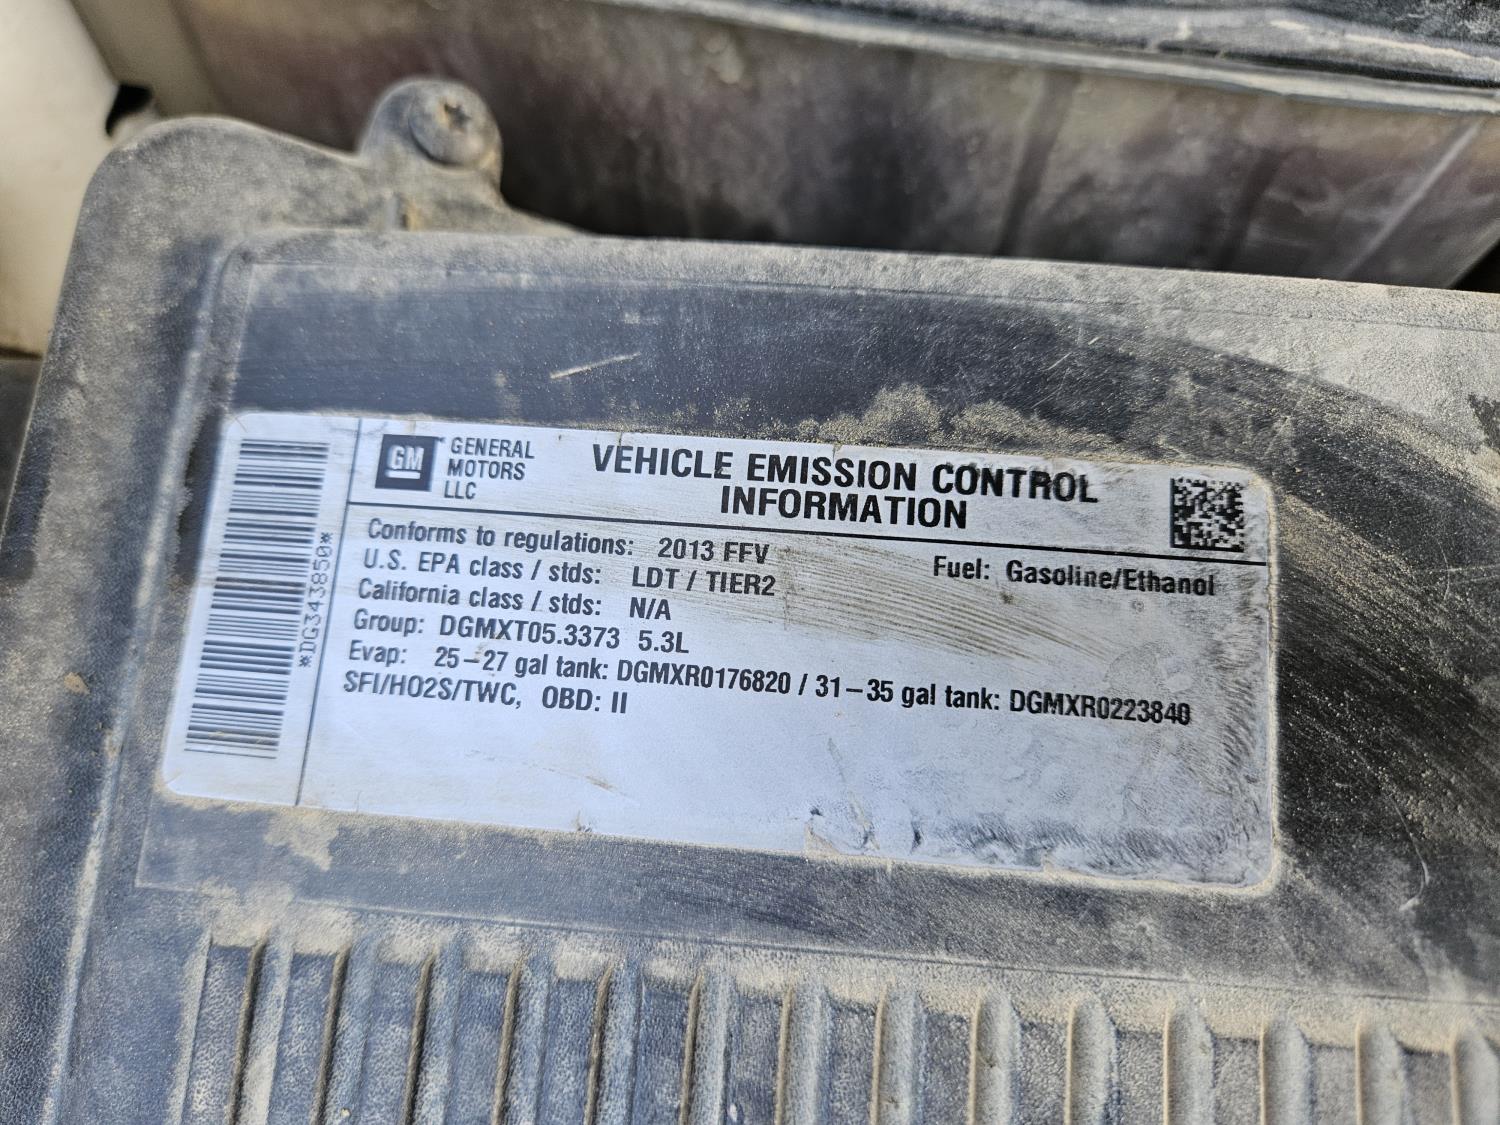 GM
GENERAL
MOTORS
LLC
VEHICLE EMISSION CONTROL
INFORMATION
Conforms to regulations: 2013 FFV
Fuel: Gasoline/Ethanol
U.S. EPA class / stds: LDT / TIER2
California class / stds: N/A
Group: DGMXT05.3373 5.3L
Evap: 25-27 gal tank: DGMXR0176820 / 31-35 gal tank: DGMXR0223840
SFI/HO2S/TWC, OBD: II
*DG343850*